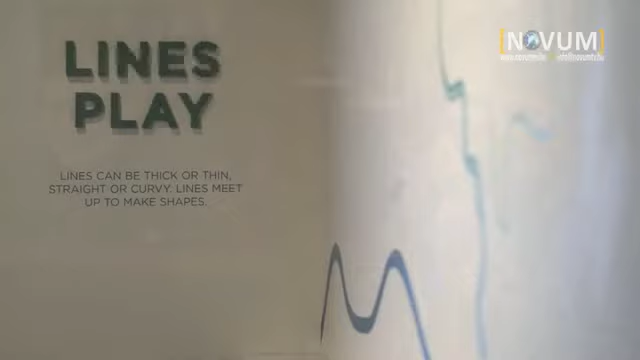 LINES
PLAY
LINES CAN BE THICK OR THIN,
STRAIGHT OR CURVY. LINES MEET
UP TO MAKE SHAPES.
[NOVUM]